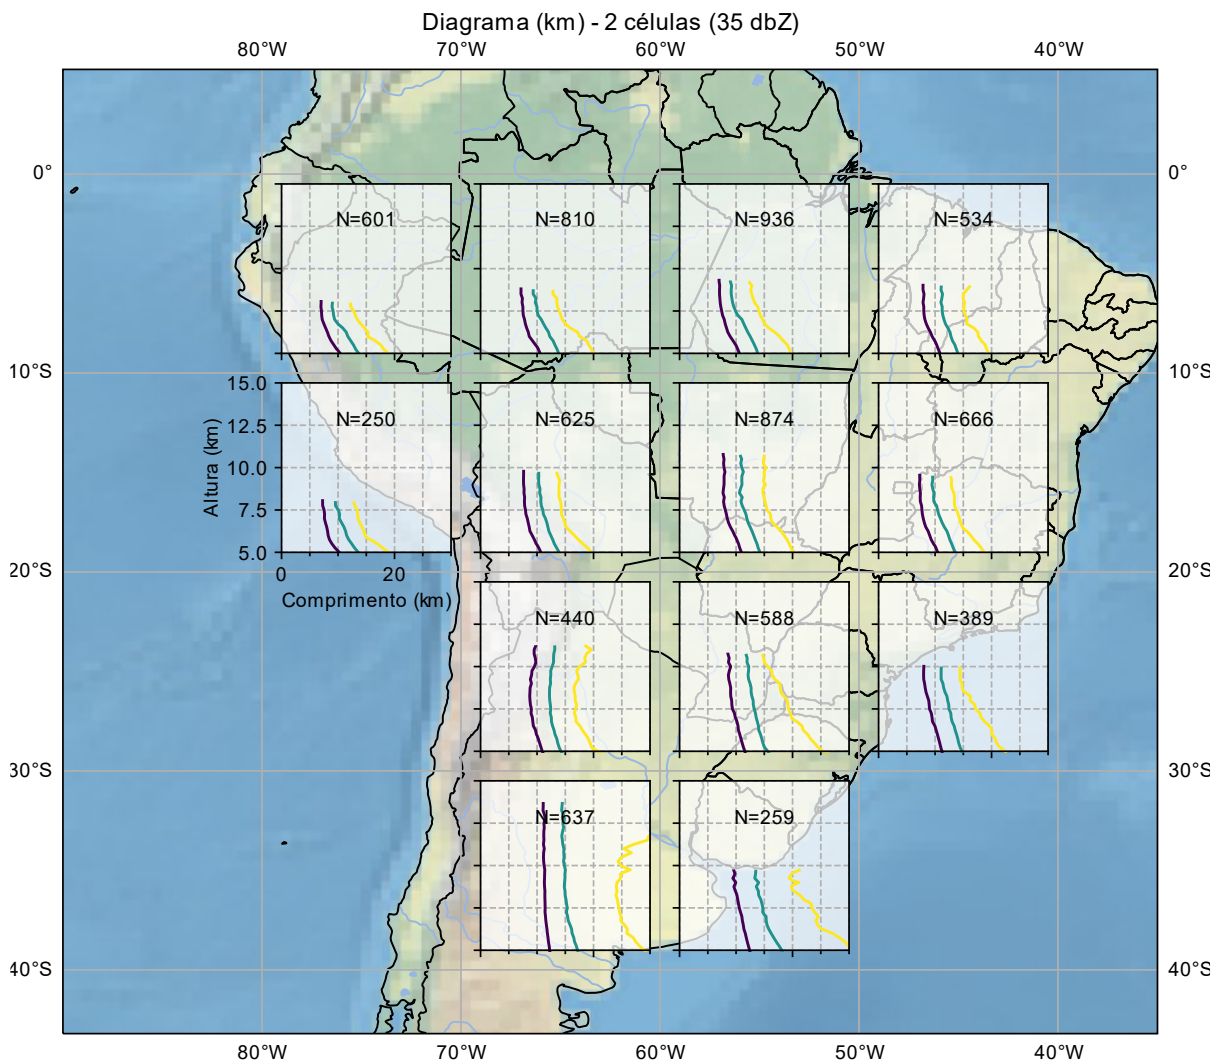 Diagrama (km) - 2 células (35 dbZ)
80°W 70°W 60°W 50°W 40°W
0° 0°
N=601 N=810 N=936 N=534
10°S 10°S
15.0
N=250 N=625 N=874 N=666
12.5
10.0
7.5
5.0
Altura (km)
0 20
Comprimento (km)
20°S 20°S
N=440 N=588 N=389
30°S 30°S
N=637 N=259
40°S 40°S
80°W 70°W 60°W 50°W 40°W